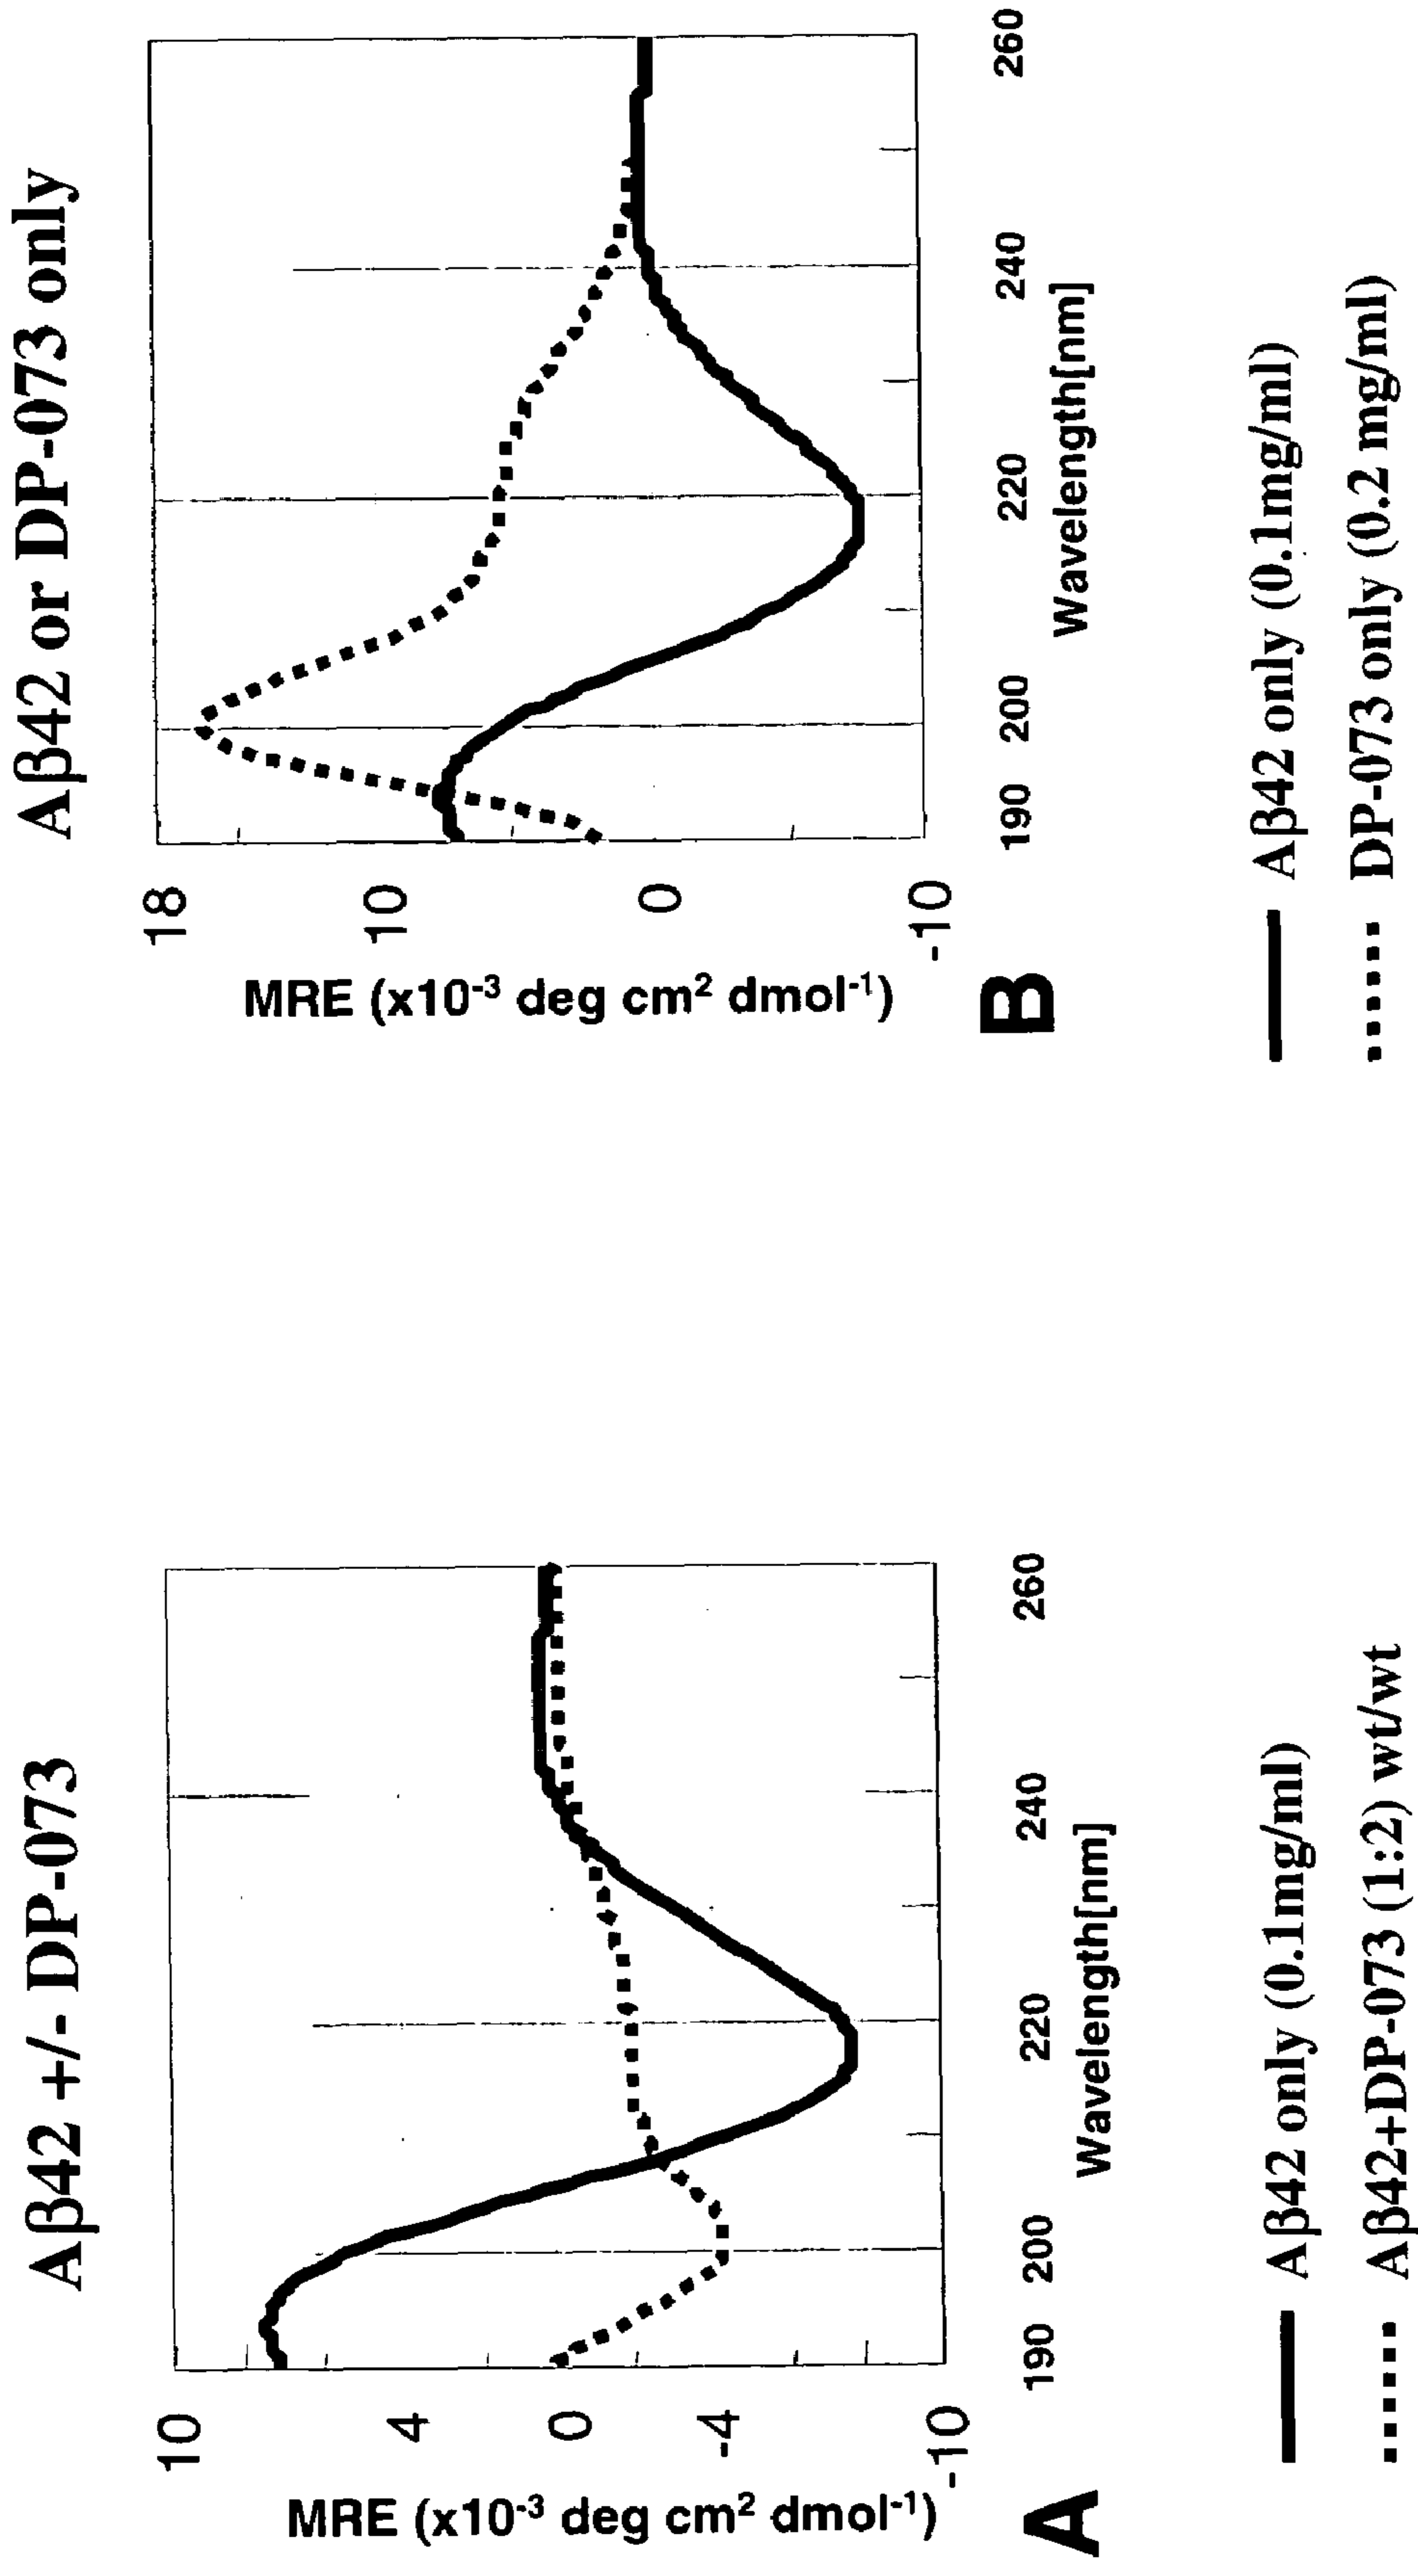 Aβ42 +/- DP-073
10
4
0
-4
-10
MRE (x10⁻³ deg cm² dmol⁻¹)
190
200
220
240
260
Wavelength[nm]
A
Aβ42 only (0.1mg/ml)
Aβ42+DP-073 (1:2) wt/wt
Aβ42 or DP-073 only
18
10
0
-10
MRE (x10⁻³ deg cm² dmol⁻¹)
190
200
220
240
260
Wavelength[nm]
B
Aβ42 only (0.1mg/ml)
DP-073 only (0.2 mg/ml)